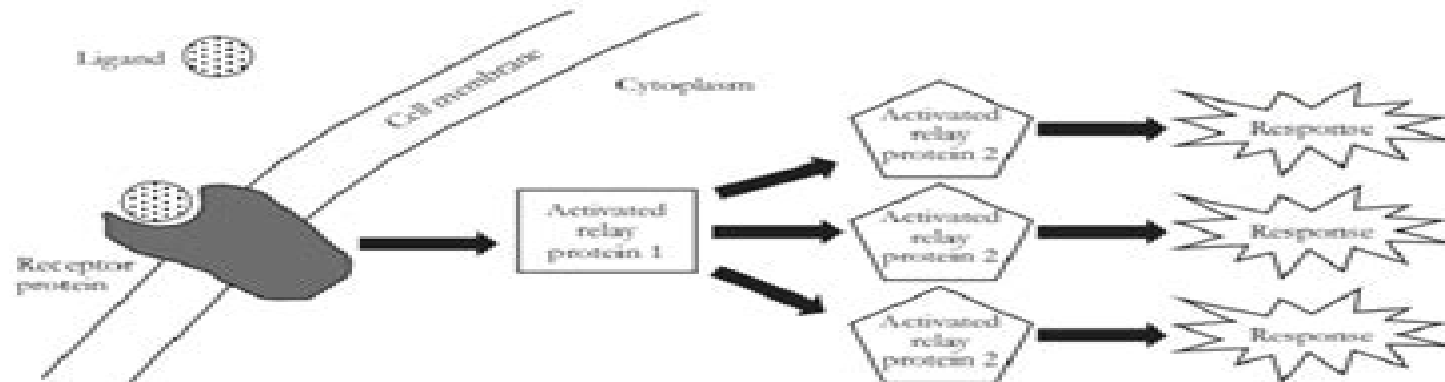 Ligand
Cell membrane
Cytoplasm
Receptor
protein
Activated
relay
protein 1
Activated
relay
protein 2
Response
Activated
relay
protein 2
Response
Activated
relay
protein 2
Response